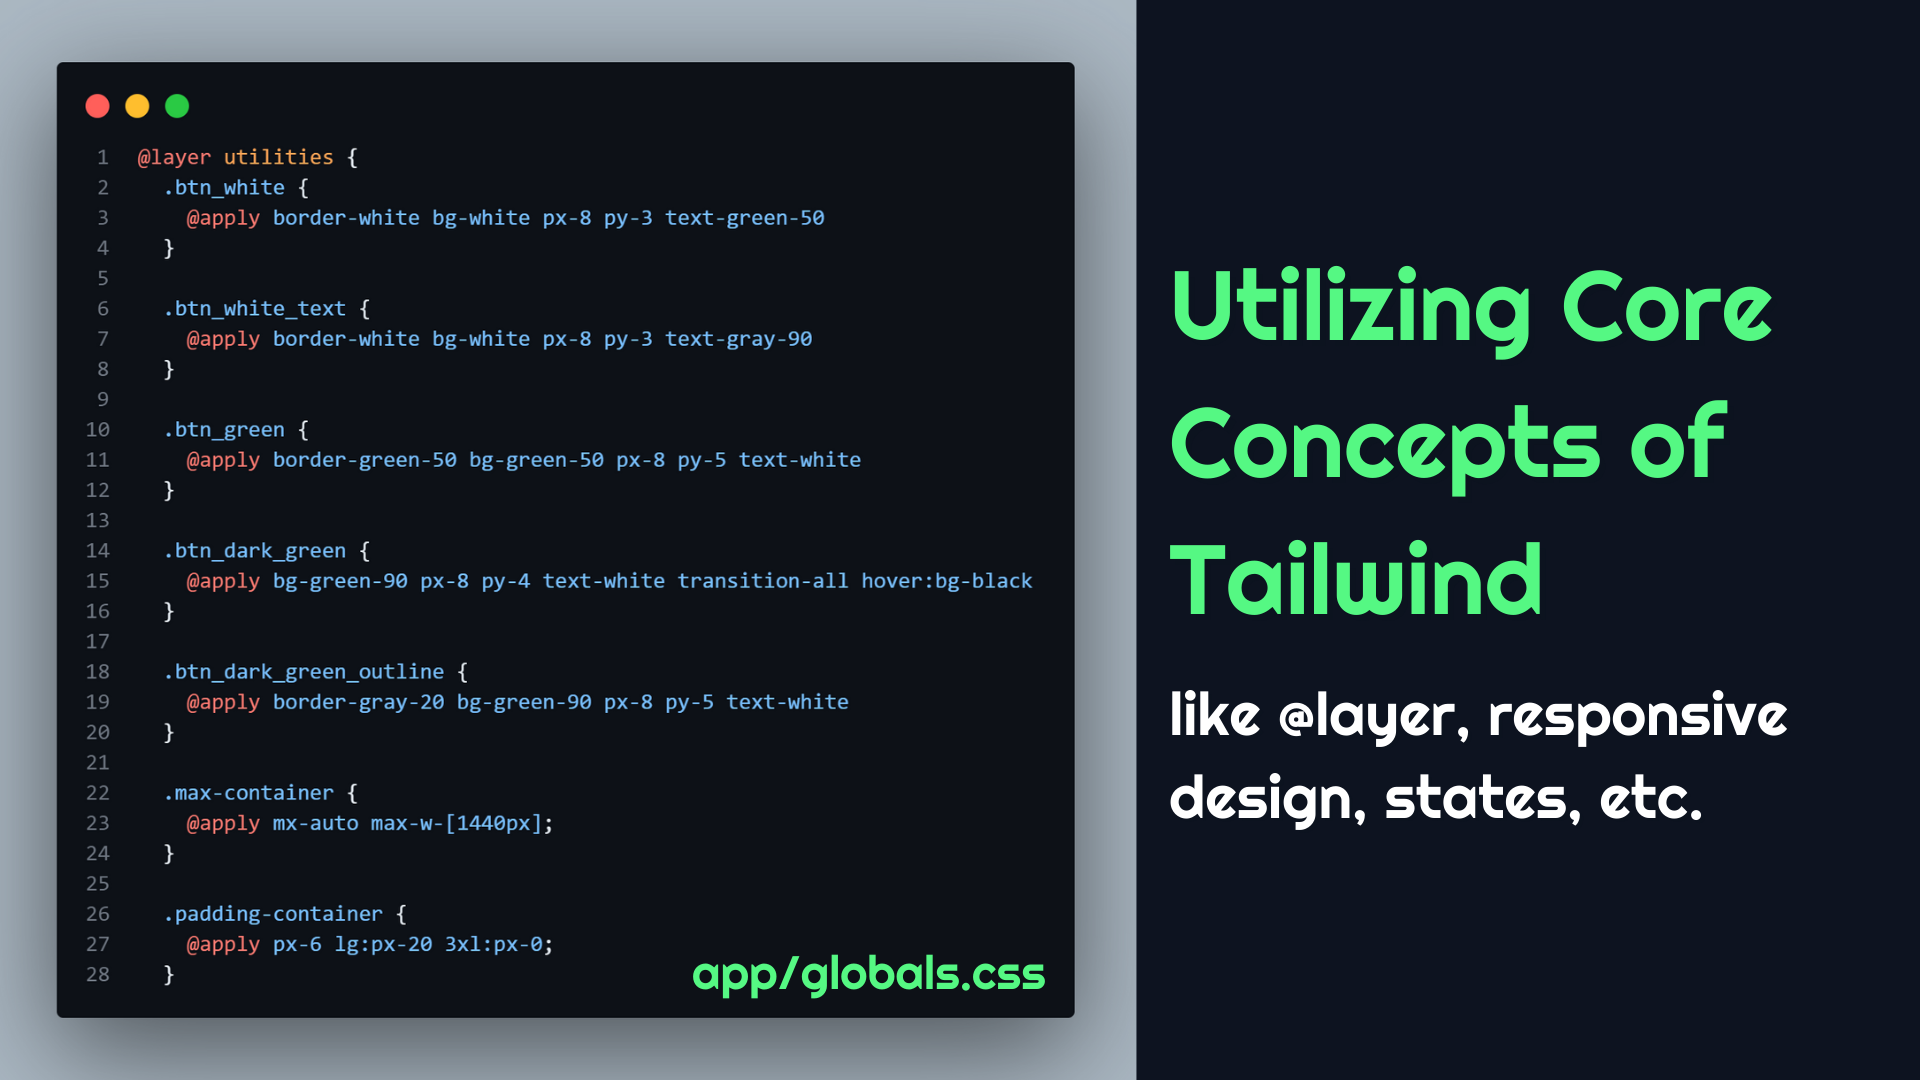 1 @layer utilities {
2 .btn_white {
3 @apply border-white bg-white px-8 py-3 text-green-50
4 }
5
6 .btn_white_text {
7 @apply border-white bg-white px-8 py-3 text-gray-90
8 }
9
10 .btn_green {
11 @apply border-green-50 bg-green-50 px-8 py-5 text-white
12 }
13
14 .btn_dark_green {
15 @apply bg-green-90 px-8 py-4 text-white transition-all hover:bg-black
16 }
17
18 .btn_dark_green_outline {
19 @apply border-gray-20 bg-green-90 px-8 py-5 text-white
20 }
21
22 .max-container {
23 @apply mx-auto max-w-[1440px];
24 }
25
26 .padding-container {
27 @apply px-6 lg:px-20 3xl:px-0;
28 }
app/globals.css
Utilizing Core
Concepts of
Tailwind
like @layer, responsive
design, states, etc.